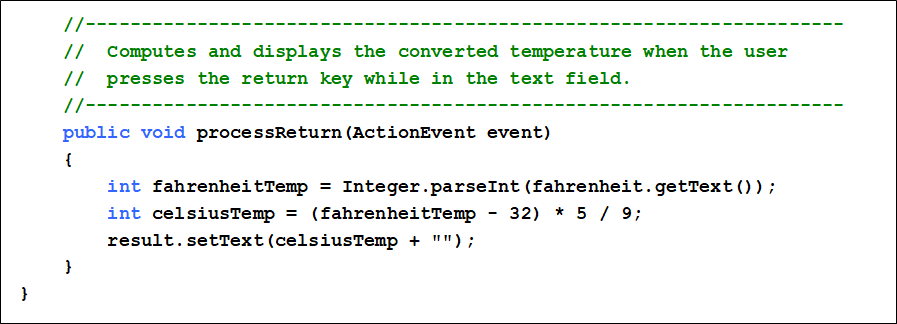 //--------------------------------------------------------------------
//  Computes and displays the converted temperature when the user
//  presses the return key while in the text field.
//--------------------------------------------------------------------
public void processReturn(ActionEvent event)
{
    int fahrenheitTemp = Integer.parseInt(fahrenheit.getText());
    int celsiusTemp = (fahrenheitTemp - 32) * 5 / 9;
    result.setText(celsiusTemp + "");
}
}